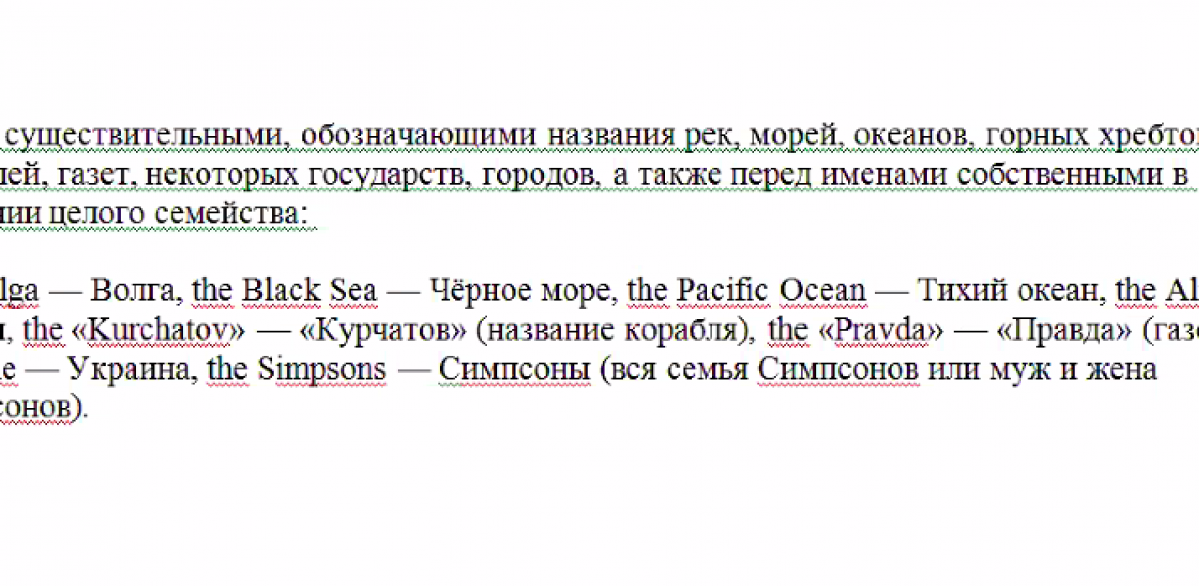 существительными, обозначающими названия рек, морей, океанов, горных хребто
лей, газет, некоторых государств, городов, а также перед именами собственными в
нии целого семейства:
lga — Волга, the Black Sea — Чёрное море, the Pacific Ocean — Тихий океан, the Al
, the «Kurchatov» — «Курчатов» (название корабля), the «Pravda» — «Правда» (газе
e — Украина, the Simpsons — Симпсоны (вся семья Симпсонов или муж и жена
сонов).